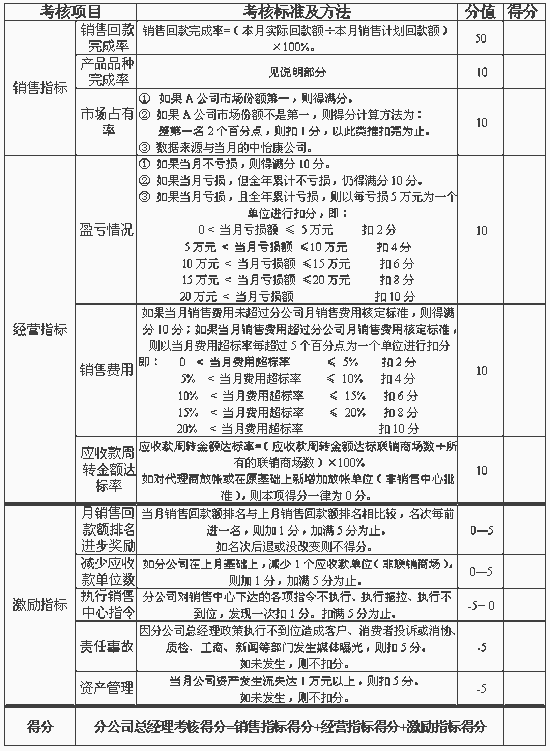 考核项目 考核标准及方法 分值 得分
销售指标
销售回款
完成率
销售回款完成率=(本月实际回款额÷本月销售计划回款额)
×100%。
50
产品品种
完成率
见说明部分
10
市场占有
率
① 如果A公司市场份额第一,则得满分。
② 如果A公司市场份额不是第一,则得分计算方法为:
差第一名2个百分点,则扣1分,以此类推扣完为止。
③ 数据来源与当月的中怡康公司。
10
经营指标
盈亏情况
① 如果当月不亏损,则得满分10分。
② 如果当月亏损,但全年累计不亏损,仍得满分10分。
③ 如果当月亏损,且全年累计亏损,则以每亏损5万元为一个
单位进行扣分,即:
0<当月亏损额 ≤ 5万元 扣2分
5万元<当月亏损额 ≤10万元 扣4分
10万元<当月亏损额 ≤15万元 扣6分
15万元<当月亏损额 ≤20万元 扣8分
20万元<当月亏损额 扣10分
10
销售费用
如果当月销售费用未超过分公司月销售费用核定标准,则得满
分10分;如果当月销售费用超过分公司月销售费用核定标准,
则以当月费用超标率每超过5个百分点为一个单位进行扣分
即: 0 <当月费用超标率 ≤ 5% 扣2分
5% <当月费用超标率 ≤ 10% 扣4分
10% <当月费用超标率 ≤ 15% 扣6分
15% <当月费用超标率 ≤ 20% 扣8分
20% <当月费用超标率 扣10分
10
应收款周
转金额达
标率
应收款周转金额达标率=(应收款周转金额达标联销商场数÷所
有的联销商场数)×100%
如对代理商放帐或在原基础上新增加放帐单位(非销售中心批
准),则本项得分一律为0分。
10
激励指标
月销售回
款额排名
进步奖励
当月销售回款额排名与上月销售回款额排名相比较,名次每前
进一名,则加1分,加满5分为止。
如名次后退或没改变则不得分。
0—5
减少应收
款单位数
如分公司在上月基础上,减少1个应收款单位(非联销商场),
则加1分,加满5分为止。
0—5
执行销售
中心指令
分公司对销售中心下达的各项指令不执行、执行拖拉、执行不
到位,发现一次扣1分。扣满5分为止。
-5—0
责任事故
因分公司总经理政策执行不到位造成客户、消费者投诉或消协、
质检、工商、新闻等部门发生媒体曝光,则扣5分。
如未发生,则不扣分。
-5
资产管理
当月公司资产发生流失达1万元以上,则扣5分。
如未发生,则不扣分。
-5
得分 分公司总经理考核得分=销售指标得分+经营指标得分+激励指标得分